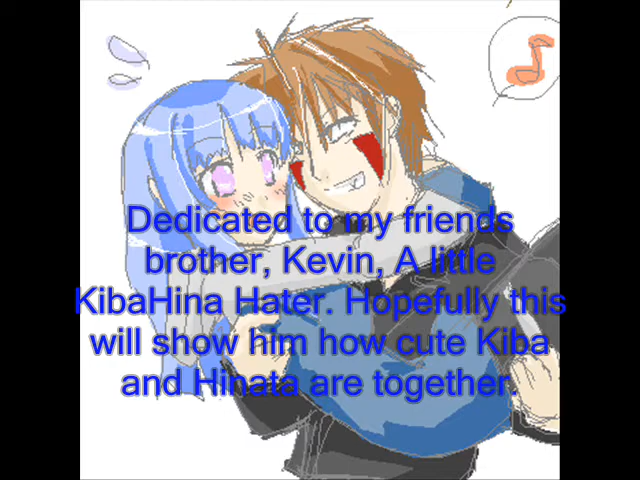 Dedicated to my friends
brother, Kevin, A little
KibaHina Hater. Hopefully this
will show him how cute Kiba
and Hinata are together.